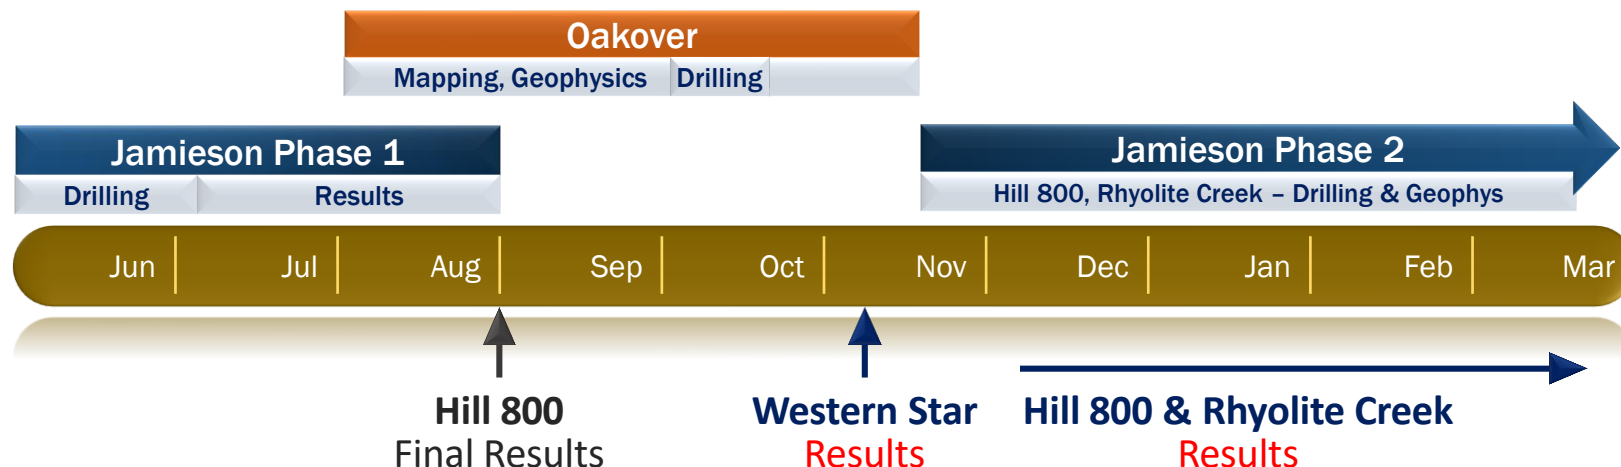 Oakover
Mapping, Geophysics Drilling
Jamieson Phase 1
Drilling Results
Jamieson Phase 2
Hill 800, Rhyolite Creek – Drilling & Geophys
Jun Jul Aug Sep Oct Nov Dec Jan Feb Mar
Hill 800
Final Results
Western Star
Results
Hill 800 & Rhyolite Creek
Results